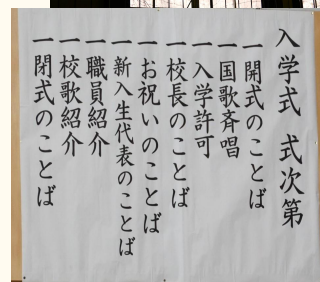 入学式 式次第
一開式のことば
一国歌斉唱
一入学許可
一校長のことば
一お祝いのことば
一新入生代表のことば
一職員紹介
一校歌紹介
一閉式のことば